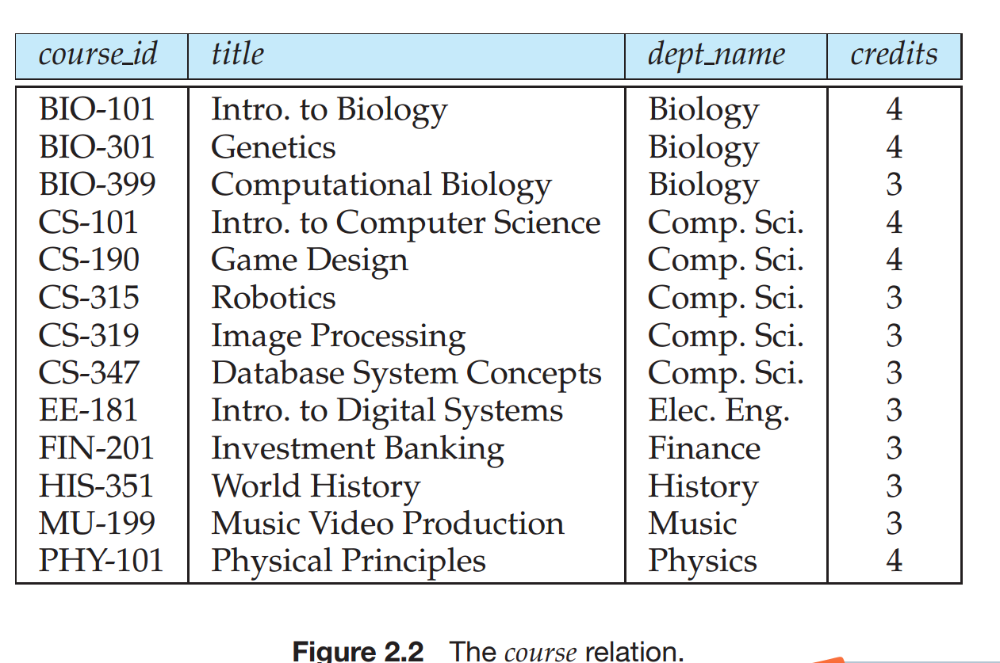 course_id title dept_name credits
BIO-101 Intro. to Biology Biology 4
BIO-301 Genetics Biology 4
BIO-399 Computational Biology Biology 3
CS-101 Intro. to Computer Science Comp. Sci. 4
CS-190 Game Design Comp. Sci. 4
CS-315 Robotics Comp. Sci. 3
CS-319 Image Processing Comp. Sci. 3
CS-347 Database System Concepts Comp. Sci. 3
EE-181 Intro. to Digital Systems Elec. Eng. 3
FIN-201 Investment Banking Finance 3
HIS-351 World History History 3
MU-199 Music Video Production Music 3
PHY-101 Physical Principles Physics 4
Figure 2.2 The course relation.